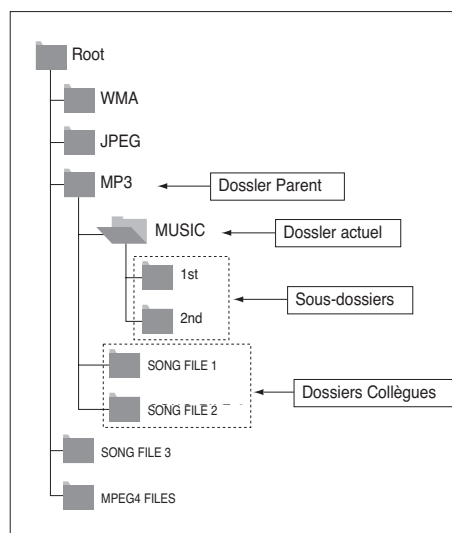 Root
WMA
JPEG
MP3
Dossler Parent
MUSIC
Dossler actuel
1st
Sous-dossiers
2nd
SONG FILE 1
Dossiers Collègues
SONG FILE 2
SONG FILE 3
MPEG4 FILES